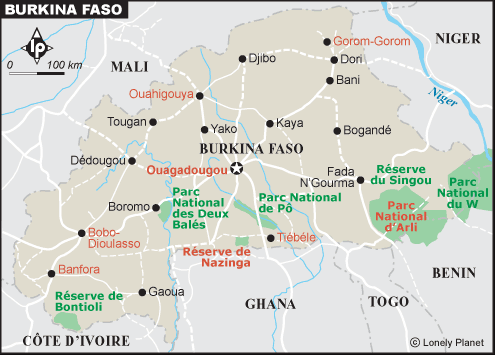 BURKINA FASO
lp
0 100 km
MALI
NIGER
Niger
Gorom-Gorom
Djibo
Dori
Bani
Ouahigouya
Tougan
Yako
Kaya
Bogandé
BURKINA FASO
Dédougou
Ouagadougou
Fada
N'Gourma
Réserve
du Singou
Parc
National
du W
Parc
National
des Deux
Balés
Parc National
de Pô
Parc
National
d'Arli
Boromo
Bobo-
Dioulasso
Tiébélé
Réserve de
Nazinga
Banfora
Réserve de
Bontioli
Gaoua
BENIN
TOGO
GHANA
CÔTE D'IVOIRE
© Lonely Planet